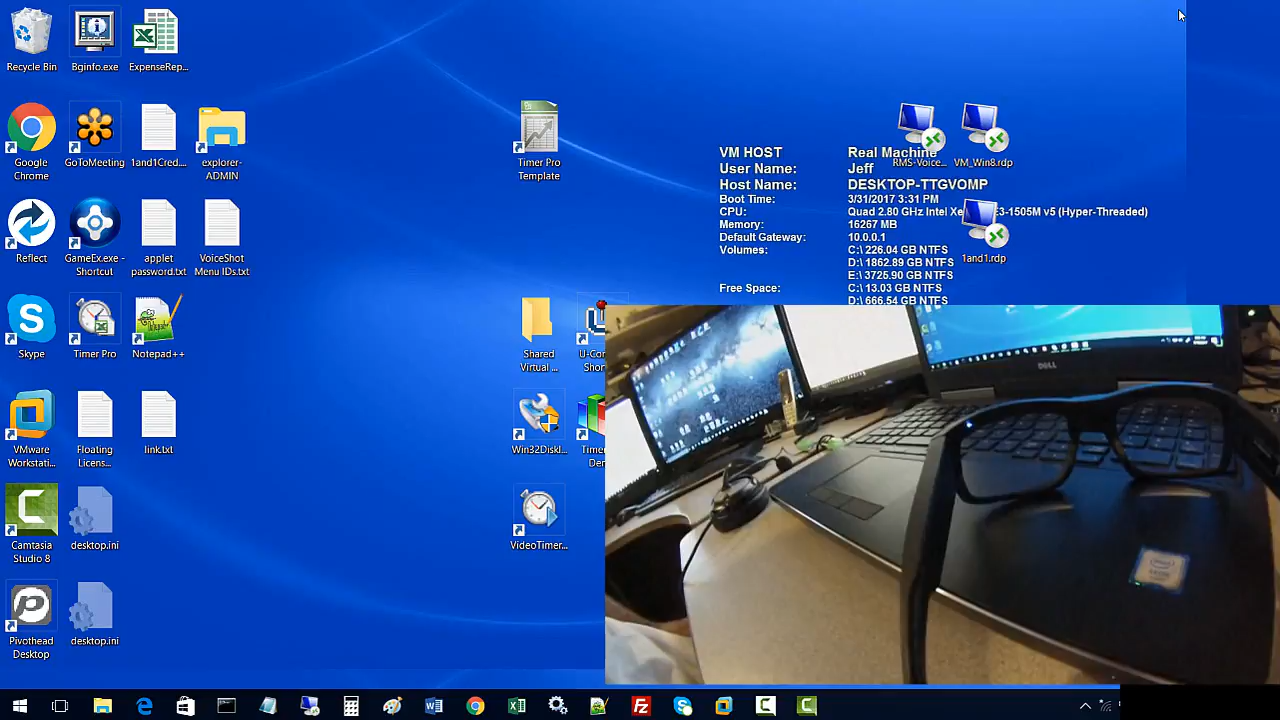 Recycle Bin
Bginfo.exe
ExpenseRep...
Google Chrome
GoToMeeting
1and1Cred...
explorer-
ADMIN
Timer Pro
Template
Reflect
GameEx.exe -
Shortcut
applet
password.txt
VoiceShot
Menu IDs.txt
Skype
Timer Pro
Notepad++
Shared
Virtual ...
U-Con
Shor
VMware
Workstati...
Floating
Licens...
link.txt
Win32Diskl...
Time
Den
Camtasia
Studio 8
desktop.ini
VideoTimer...
Pivothead
Desktop
desktop.ini
RMS-Voice...
VM_Win8.rdp
1and1.rdp
VM HOST Real Machine
User Name: Jeff
Host Name: DESKTOP-TTGVOMP
Boot Time: 3/31/2017 3:31 PM
CPU: Quad 2.80 GHz Intel Xe E3-1505M v5 (Hyper-Threaded)
Memory: 16267 MB
Default Gateway: 10.0.0.1
Volumes: C:\ 226.04 GB NTFS
D:\ 1862.89 GB NTFS
E:\ 3725.90 GB NTFS
Free Space: C:\ 13.03 GB NTFS
D:\ 666.54 GB NTFS
DELL